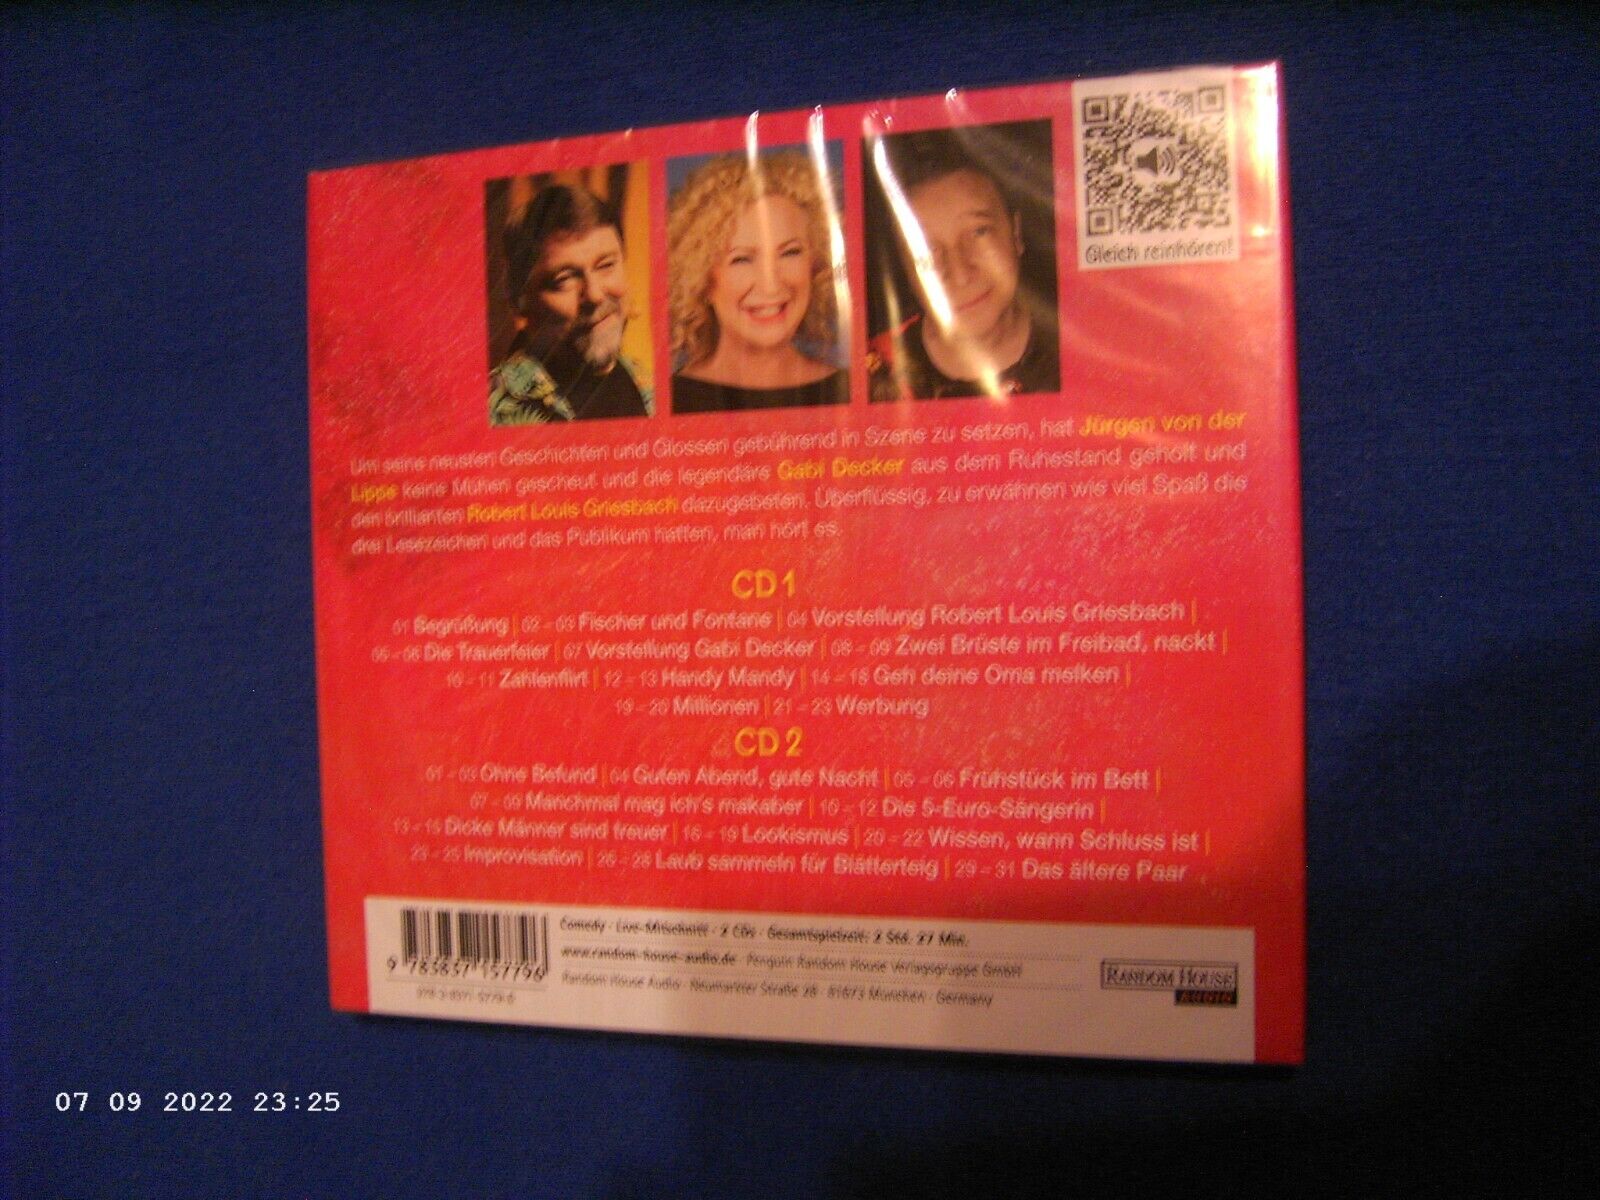 Gleich reinhören!
Um seine neusten Geschichten und Glossen gebührend in Szene zu setzen, hat Jürgen von der
Lippe keine Mühen gescheut und die legendäre Gabi Decker aus dem Ruhestand geholt und
den brillianten Robert Louis Griesbach dazugebeten. Überflüssig, zu erwähnen wie viel Spaß die
drei Lesezeichen und das Publikum hatten, man hört es.
CD 1
01 Begrüßung | 02 – 03 Fischer und Fontane | 04 Vorstellung Robert Louis Griesbach |
05 – 06 Die Trauerfeier | 07 Vorstellung Gabi Decker | 08 – 09 Zwei Brüste im Freibad, nackt |
10 – 11 Zahlenflirt | 12 – 13 Handy Mandy | 14 – 18 Geh deine Oma melken |
19 – 20 Millionen | 21 – 23 Werbung
CD 2
01 – 03 Ohne Befund | 04 Guten Abend, gute Nacht | 05 – 06 Frühstück im Bett |
07 – 09 Manchmal mag ich's makaber | 10 – 12 Die 5-Euro-Sängerin |
13 – 15 Dicke Männer sind treuer | 16 – 19 Lookismus | 20 – 22 Wissen, wann Schluss ist |
23 – 25 Improvisation | 26 – 28 Laub sammeln für Blätterteig | 29 – 31 Das ältere Paar
Comedy · Live-Mitschnitt · 2 CDs · Gesamtspielzeit: 2 Std. 27 Min.
www.random-house-audio.de · Penguin Random House Verlagsgruppe GmbH
Random House Audio · Neumarkter Straße 28 · 81673 München · Germany
9 783837 157796
978-3-8371-5779-6
RANDOM HOUSE
AUDIO
07 09 2022 23:25